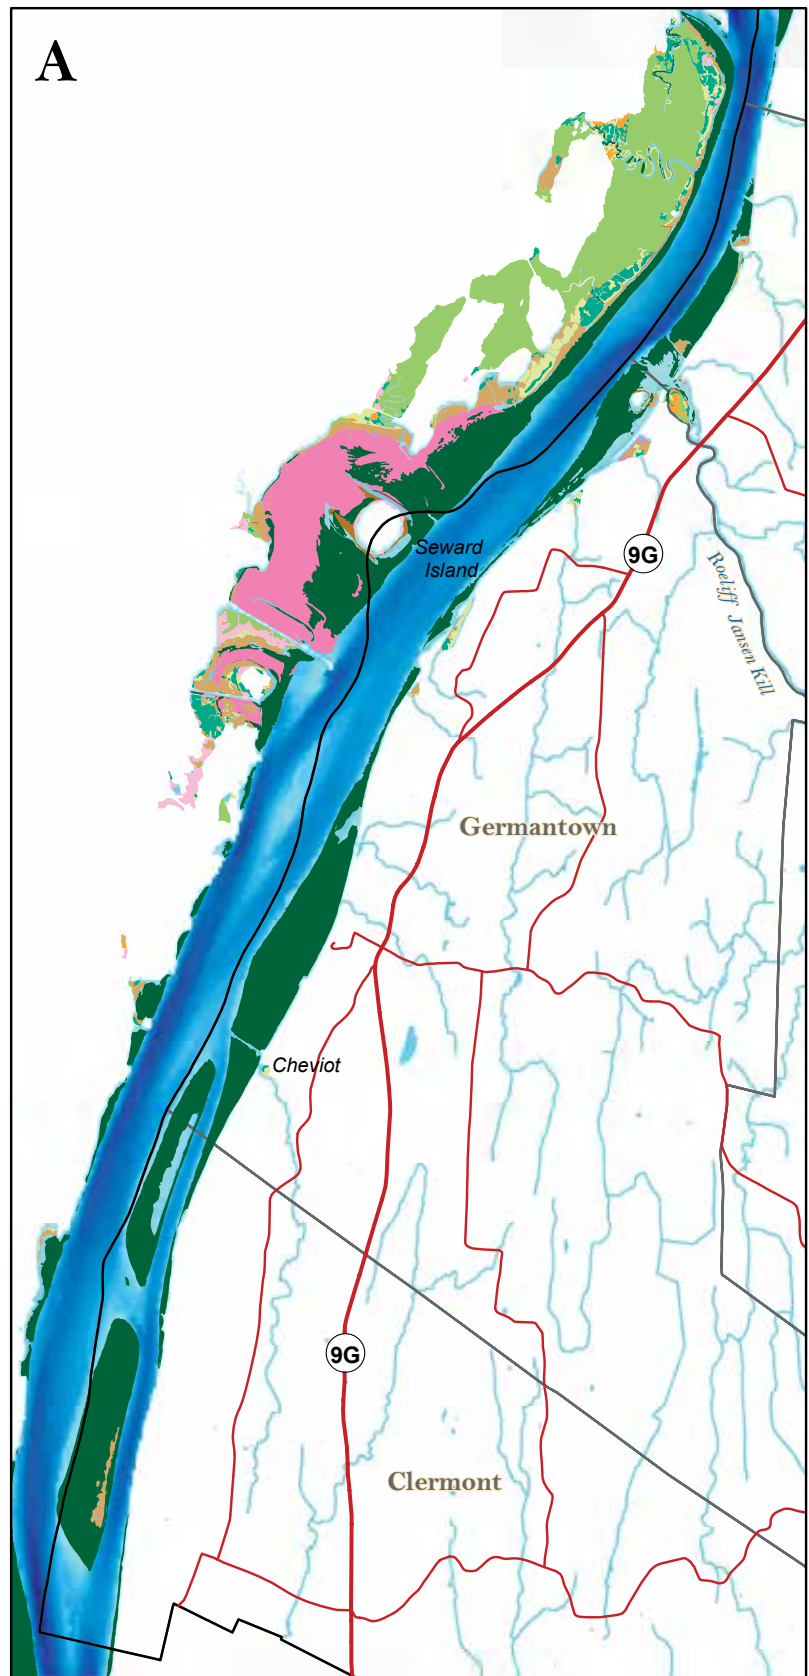 A
Seward
Island
9G
Roeliff Jansen Kill
Germantown
Cheviot
9G
Clermont